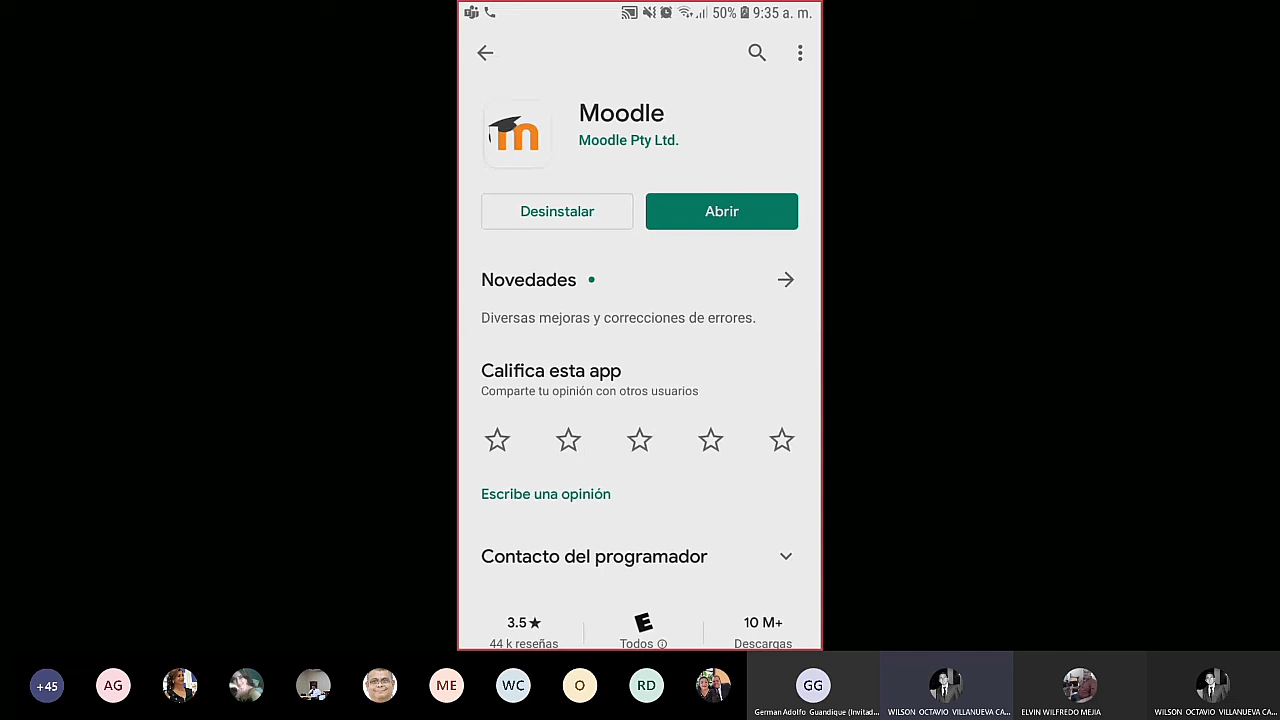 50% 9:35 a. m.
m
Moodle
Moodle Pty Ltd.
Desinstalar
Abrir
Novedades
Diversas mejoras y correcciones de errores.
Califica esta app
Comparte tu opinión con otros usuarios
Escribe una opinión
Contacto del programador
3.5★
E
10 M+
44 k reseñas
Todos
Descargas
+45
AG
ME
WC
O
RD
GG
German Adolfo Guandique (Invitad...
WILSON OCTAVIO VILLANUEVA CA...
ELVIN WILFREDO MEJIA
WILSON OCTAVIO VILLANUEVA CA...